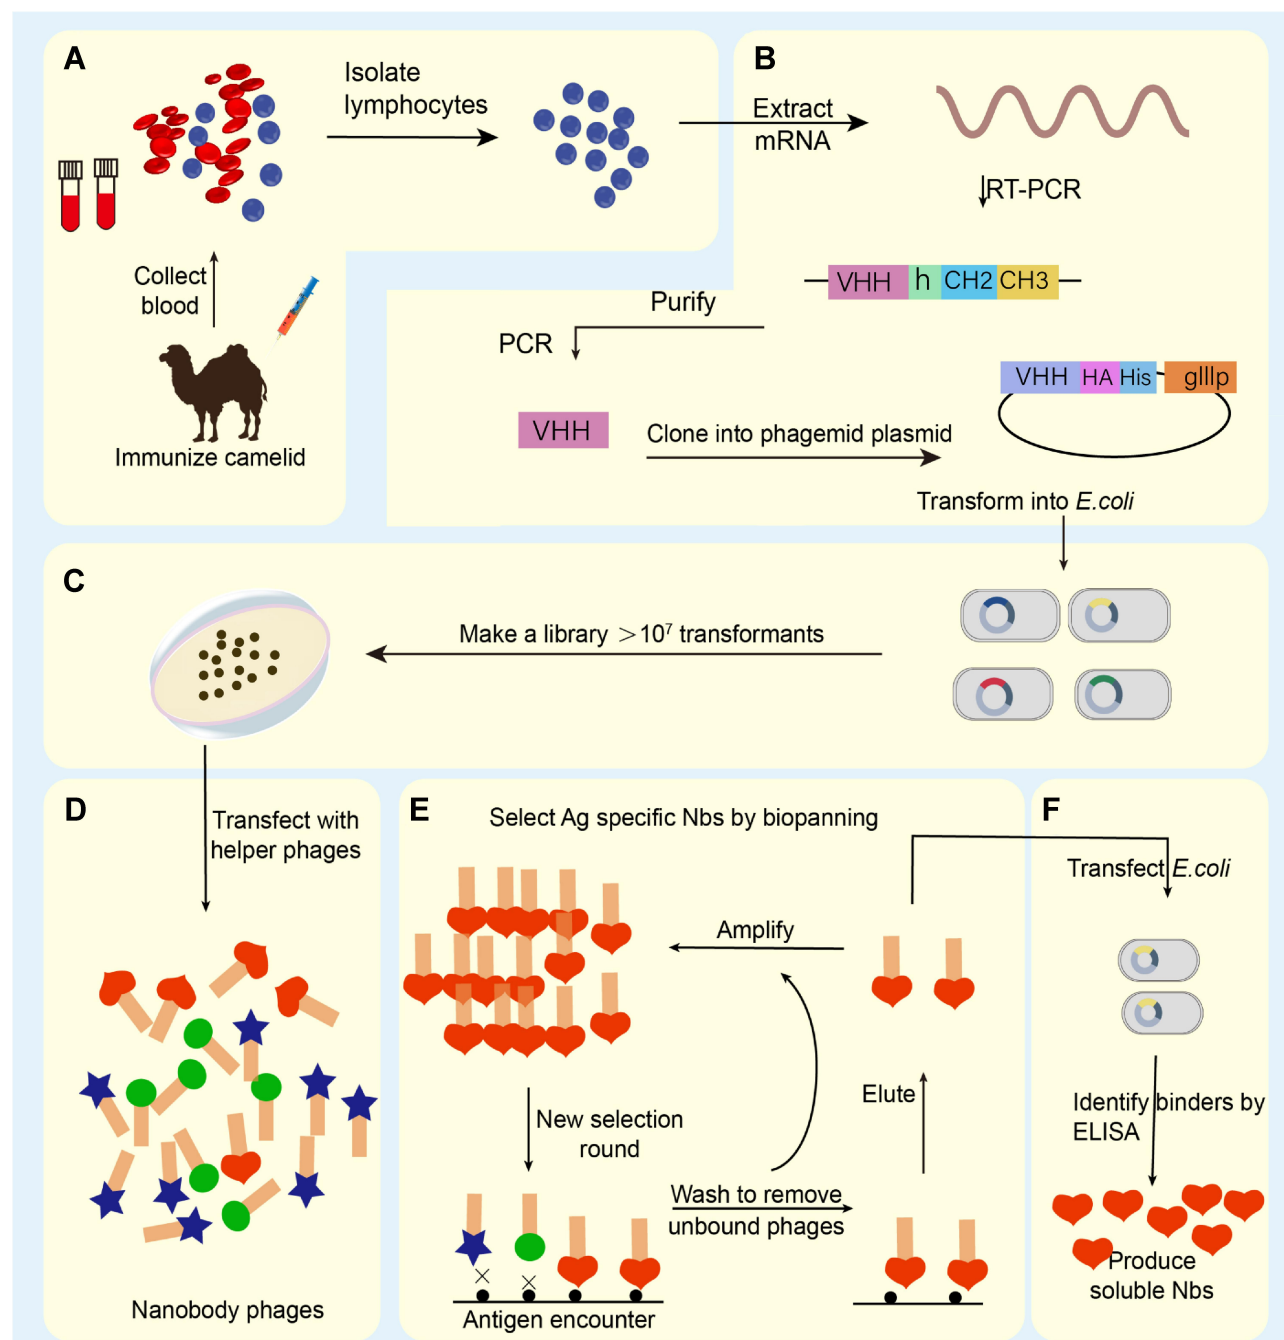 A
Isolate
lymphocytes
Collect
blood
Immunize camelid
B
Extract
mRNA
RT-PCR
VHH h CH2 CH3
Purify
PCR
VHH
Clone into phagemid plasmid
VHH HA His glllp
Transform into E.coli
C
Make a library >10⁷ transformants
D
Transfect with
helper phages
Nanobody phages
E
Select Ag specific Nbs by biopanning
Amplify
New selection
round
Elute
Wash to remove
unbound phages
Antigen encounter
F
Transfect E.coli
Identify binders by
ELISA
Produce
soluble Nbs